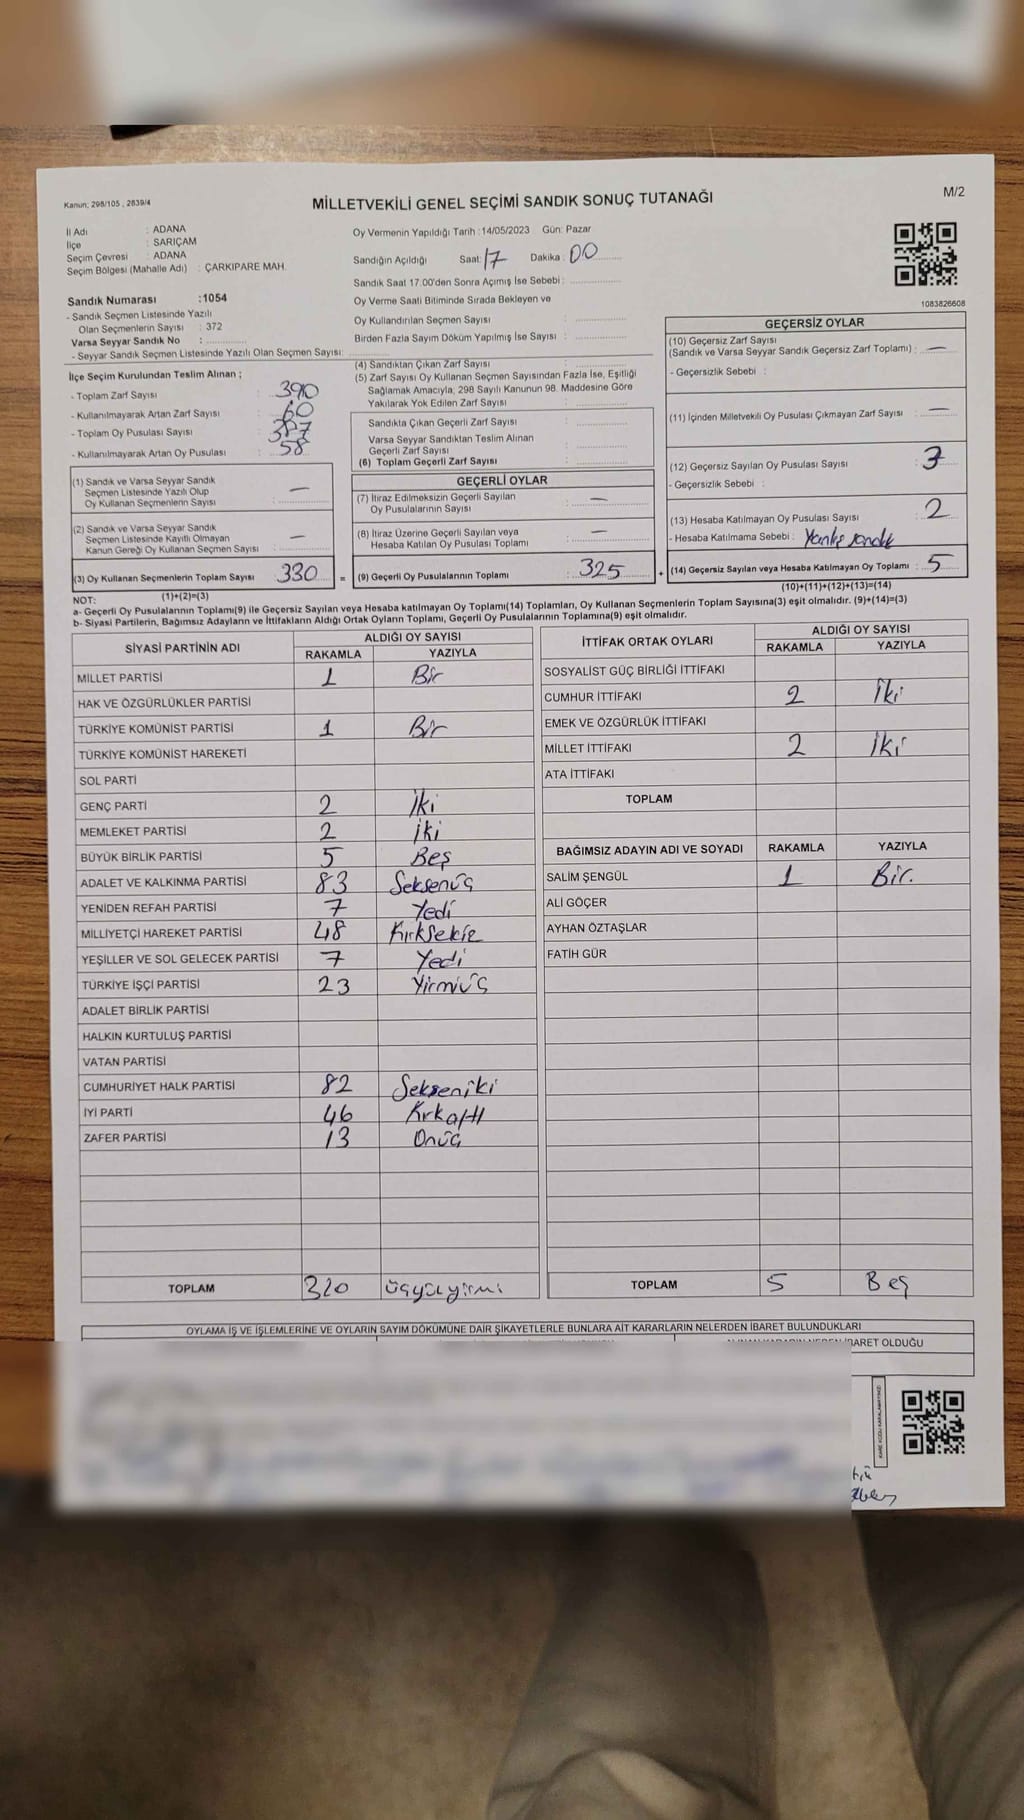 Kanun: 298/105 , 2839/4
MİLLETVEKİLİ GENEL SEÇİMİ SANDIK SONUÇ TUTANAĞI
M/2
İl Adı : ADANA
İlçe : SARIÇAM
Seçim Çevresi : ADANA
Seçim Bölgesi (Mahalle Adı) : ÇARKIPARE MAH.
Sandık Numarası :1054
- Sandık Seçmen Listesinde Yazılı
Olan Seçmenlerin Sayısı : 372
Varsa Seyyar Sandık No :
- Seyyar Sandık Seçmen Listesinde Yazılı Olan Seçmen Sayısı:
Oy Vermenin Yapıldığı Tarih :14/05/2023 Gün: Pazar
Sandığın Açıldığı Saat: 17 Dakika : 00
Sandık Saat 17.00'den Sonra Açımış İse Sebebi :
Oy Verme Saati Bitiminde Sırada Bekleyen ve
Oy Kullandırılan Seçmen Sayısı :
Birden Fazla Sayım Döküm Yapılmış İse Sayısı :
1083826608
İlçe Seçim Kurulundan Teslim Alınan ;
- Toplam Zarf Sayısı : 390
- Kullanılmayarak Artan Zarf Sayısı : 60
- Toplam Oy Pusulası Sayısı : 387
- Kullanılmayarak Artan Oy Pusulası : 58
(4) Sandıktan Çıkan Zarf Sayısı :
(5) Zarf Sayısı Oy Kullanan Seçmen Sayısından Fazla İse, Eşitliği
Sağlamak Amacıyla, 298 Sayılı Kanunun 98. Maddesine Göre
Yakılarak Yok Edilen Zarf Sayısı :
Sandıkta Çıkan Geçerli Zarf Sayısı :
Varsa Seyyar Sandıktan Teslim Alınan
Geçerli Zarf Sayısı :
(6) Toplam Geçerli Zarf Sayısı :
GEÇERSİZ OYLAR
(10) Geçersiz Zarf Sayısı
(Sandık ve Varsa Seyyar Sandık Geçersiz Zarf Toplamı) : —
- Geçersizlik Sebebi :
(11) İçinden Milletvekili Oy Pusulası Çıkmayan Zarf Sayısı : —
(12) Geçersiz Sayılan Oy Pusulası Sayısı : 3
- Geçersizlik Sebebi :
(13) Hesaba Katılmayan Oy Pusulası Sayısı : 2
- Hesaba Katılmama Sebebi : Yanlış sandık
(14) Geçersiz Sayılan veya Hesaba Katılmayan Oy Toplamı : 5
(10)+(11)+(12)+(13)=(14)
(1) Sandık ve Varsa Seyyar Sandık
Seçmen Listesinde Yazılı Olup
Oy Kullanan Seçmenlerin Sayısı : —
(2) Sandık ve Varsa Seyyar Sandık
Seçmen Listesinde Kayıtlı Olmayan
Kanun Gereği Oy Kullanan Seçmen Sayısı : —
(3) Oy Kullanan Seçmenlerin Toplam Sayısı : 330 =
(1)+(2)=(3)
GEÇERLİ OYLAR
(7) İtiraz Edilmeksizin Geçerli Sayılan
Oy Pusulalarının Sayısı : —
(8) İtiraz Üzerine Geçerli Sayılan veya
Hesaba Katılan Oy Pusulası Toplamı : —
(9) Geçerli Oy Pusulalarının Toplamı : 325 +
NOT:
a- Geçerli Oy Pusulalarının Toplamı(9) ile Geçersiz Sayılan veya Hesaba katılmayan Oy Toplamı(14) Toplamları, Oy Kullanan Seçmenlerin Toplam Sayısına(3) eşit olmalıdır. (9)+(14)=(3)
b- Siyasi Partilerin, Bağımsız Adayların ve İttifakların Aldığı Ortak Oyların Toplamı, Geçerli Oy Pusulalarının Toplamına(9) eşit olmalıdır.
SİYASİ PARTİNİN ADI ALDIĞI OY SAYISI
RAKAMLA YAZIYLA
MİLLET PARTİSİ 1 Bir
HAK VE ÖZGÜRLÜKLER PARTİSİ
TÜRKİYE KOMÜNİST PARTİSİ 1 Bir
TÜRKİYE KOMÜNİST HAREKETİ
SOL PARTİ
GENÇ PARTİ 2 İki
MEMLEKET PARTİSİ 2 İki
BÜYÜK BİRLİK PARTİSİ 5 Beş
ADALET VE KALKINMA PARTİSİ 83 Seksenüç
YENİDEN REFAH PARTİSİ 7 Yedi
MİLLİYETÇİ HAREKET PARTİSİ 48 Kırksekiz
YEŞİLLER VE SOL GELECEK PARTİSİ 7 Yedi
TÜRKİYE İŞÇİ PARTİSİ 23 Yirmiüç
ADALET BİRLİK PARTİSİ
HALKIN KURTULUŞ PARTİSİ
VATAN PARTİSİ
CUMHURİYET HALK PARTİSİ 82 Sekseniki
İYİ PARTİ 46 Kırkaltı
ZAFER PARTİSİ 13 Onüç
TOPLAM 320 üçyüzyirmi
İTTİFAK ORTAK OYLARI ALDIĞI OY SAYISI
RAKAMLA YAZIYLA
SOSYALİST GÜÇ BİRLİĞİ İTTİFAKI
CUMHUR İTTİFAKI 2 İki
EMEK VE ÖZGÜRLÜK İTTİFAKI
MİLLET İTTİFAKI 2 İki
ATA İTTİFAKI
TOPLAM
BAĞIMSIZ ADAYIN ADI VE SOYADI RAKAMLA YAZIYLA
SALİM ŞENGÜL 1 Bir.
ALİ GÖÇER
AYHAN ÖZTAŞLAR
FATİH GÜR
TOPLAM 5 Beş
OYLAMA İŞ VE İŞLEMLERİNE VE OYLARIN SAYIM DÖKÜMÜNE DAİR ŞİKAYETLERLE BUNLARA AİT KARARLARIN NELERDEN İBARET BULUNDUKLARI
İBARET OLDUĞU